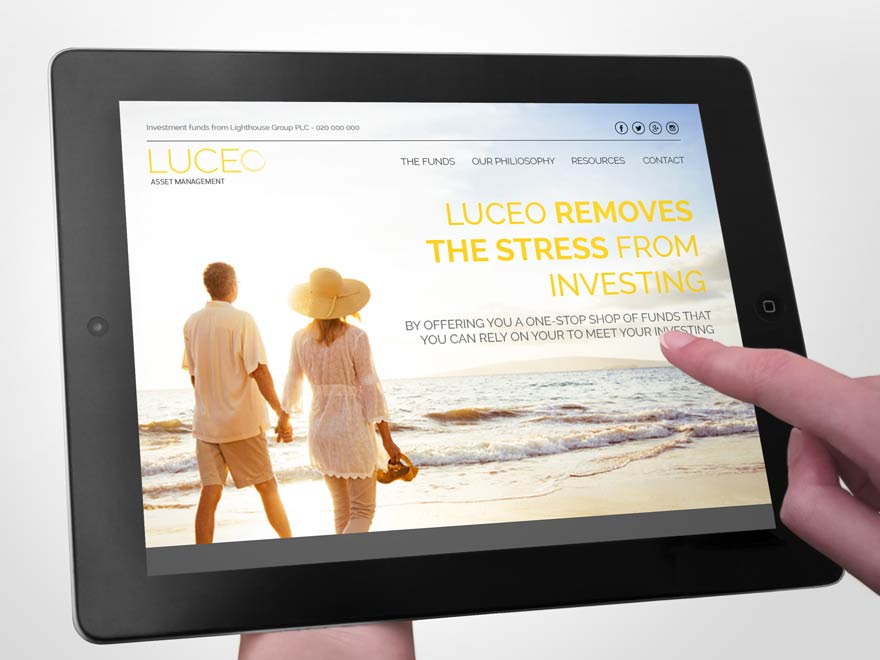 Investment funds from Lighthouse Group PLC - 020 000 000
LUCEO
ASSET MANAGEMENT
THE FUNDS OUR PHILIOSOPHY RESOURCES CONTACT
LUCEO REMOVES
THE STRESS FROM
INVESTING
BY OFFERING YOU A ONE-STOP SHOP OF FUNDS THAT
YOU CAN RELY ON YOUR TO MEET YOUR INVESTING